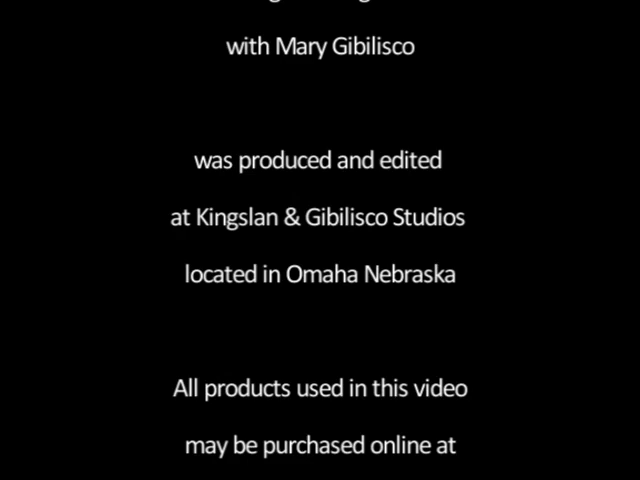 with Mary Gibilisco
was produced and edited
at Kingslan & Gibilisco Studios
located in Omaha Nebraska
All products used in this video
may be purchased online at